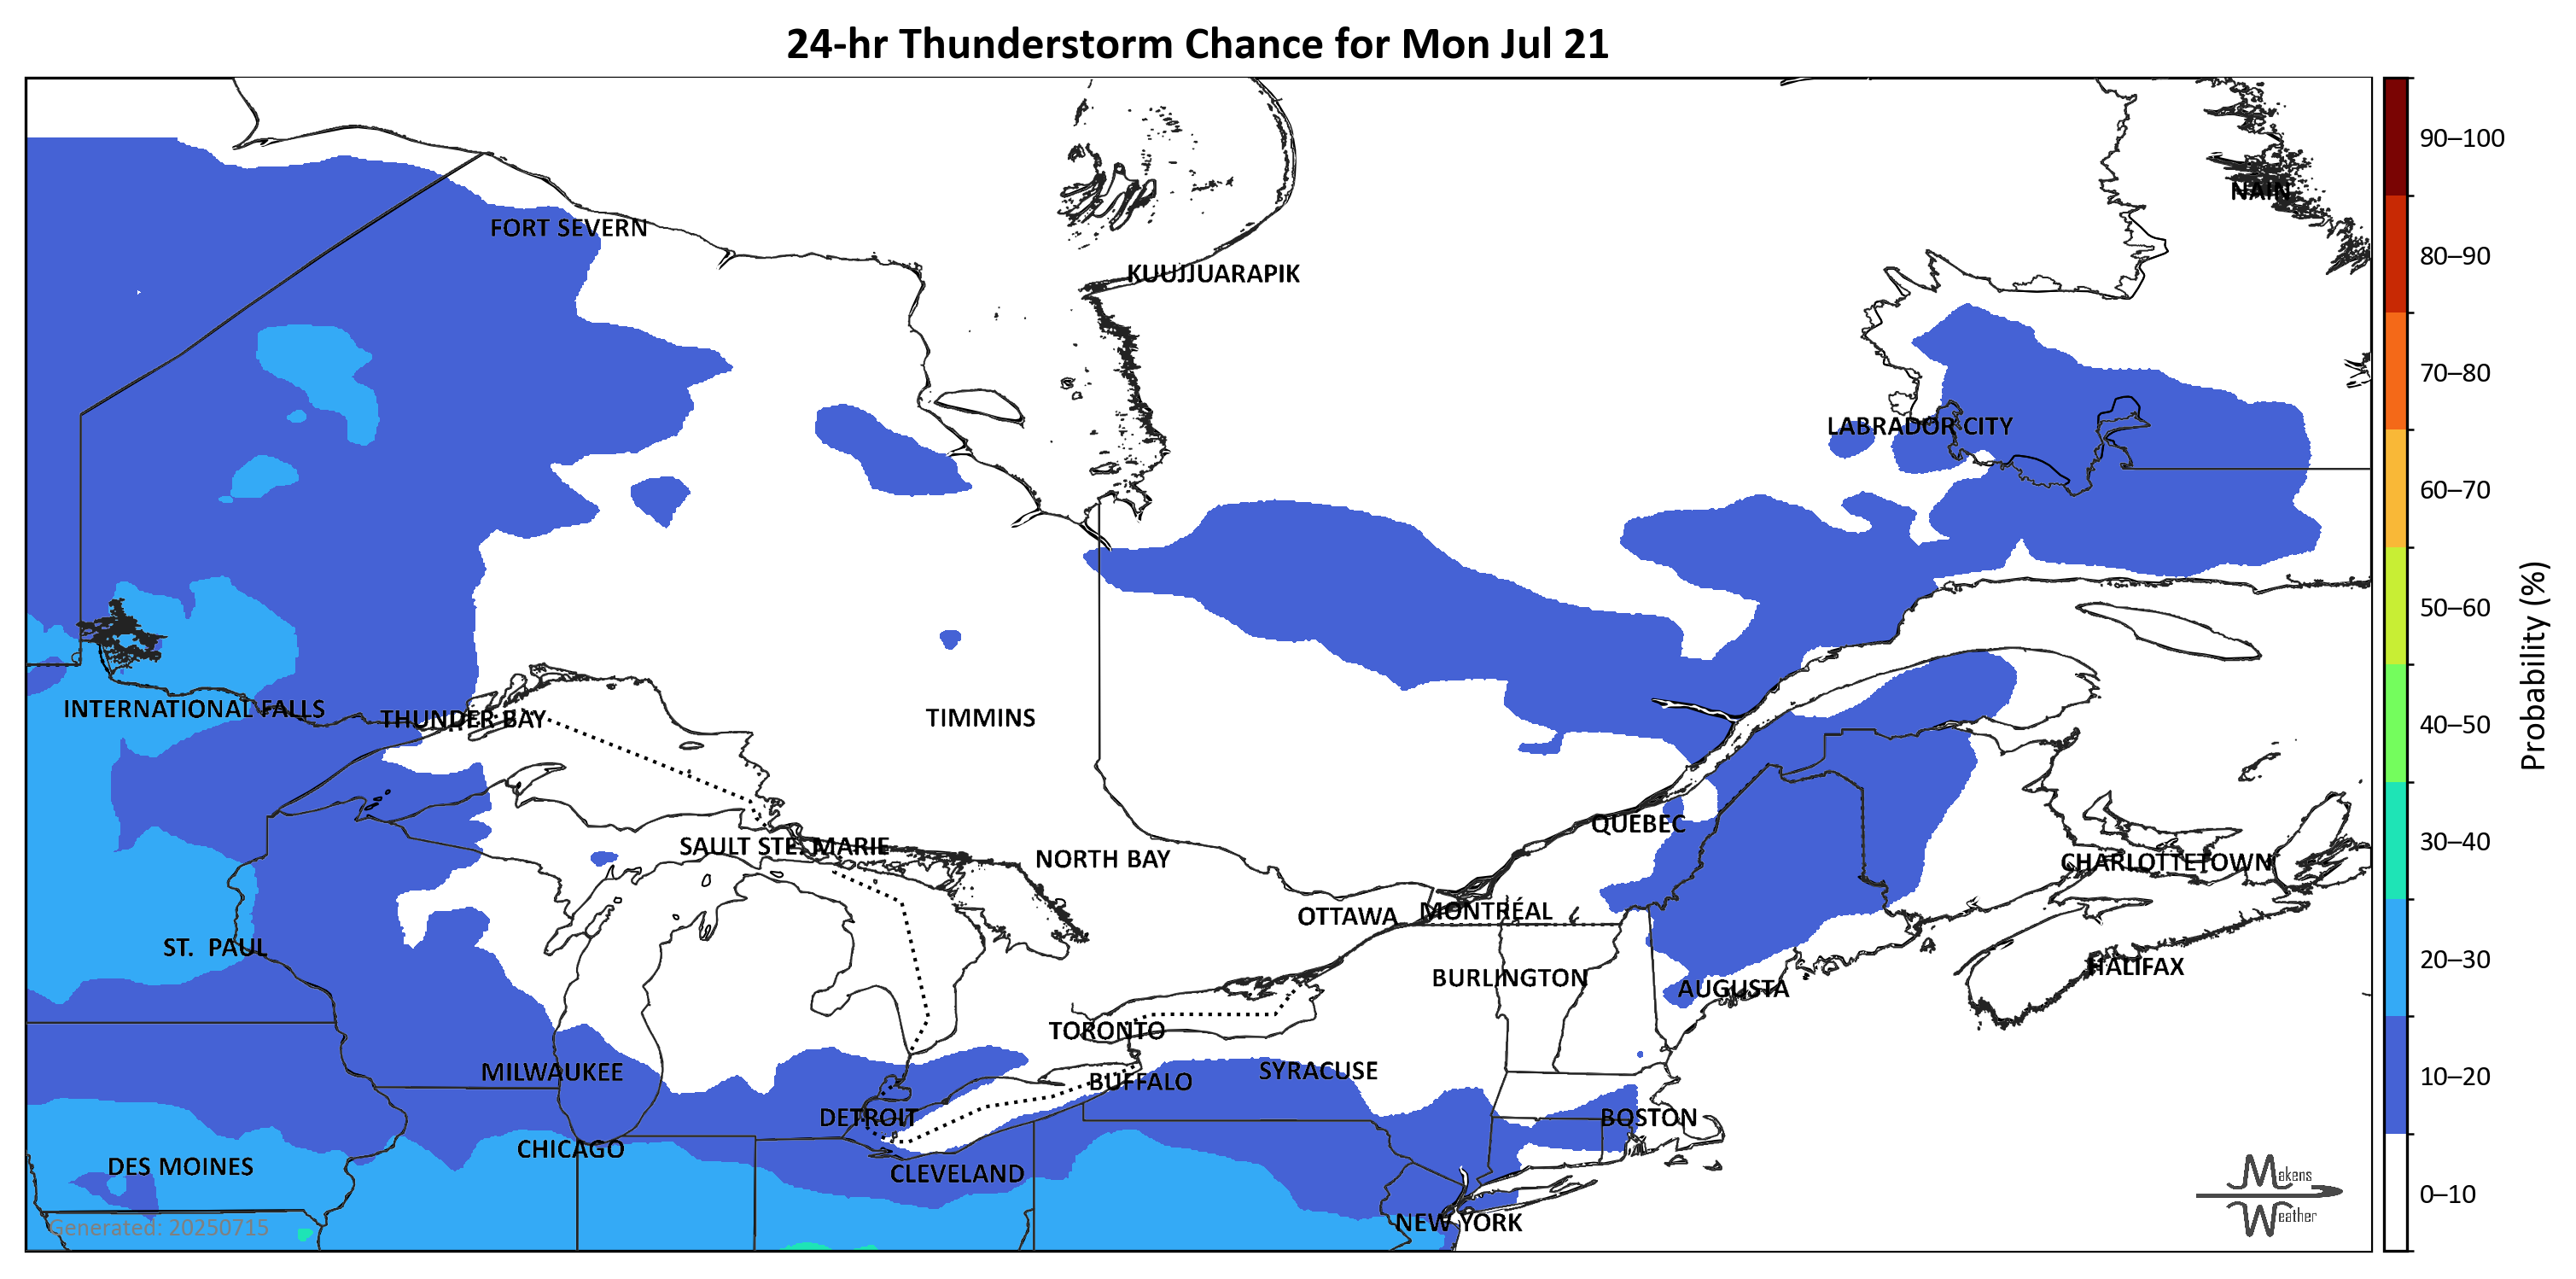 24-hr Thunderstorm Chance for Mon Jul 21
90–100
NAIN
FORT SEVERN
80–90
KUUJJUARAPIK
70–80
LABRADOR CITY
60–70
50–60
Probability (%)
INTERNATIONAL FALLS
THUNDER BAY
TIMMINS
40–50
QUEBEC
30–40
SAULT STE. MARIE
NORTH BAY
CHARLOTTETOWN
OTTAWA
MONTRÉAL
ST. PAUL
20–30
HALIFAX
BURLINGTON
AUGUSTA
TORONTO
MILWAUKEE
SYRACUSE
10–20
BUFFALO
DETROIT
BOSTON
CHICAGO
DES MOINES
CLEVELAND
Makens
0–10
Weather
NEW YORK
Generated: 20250715